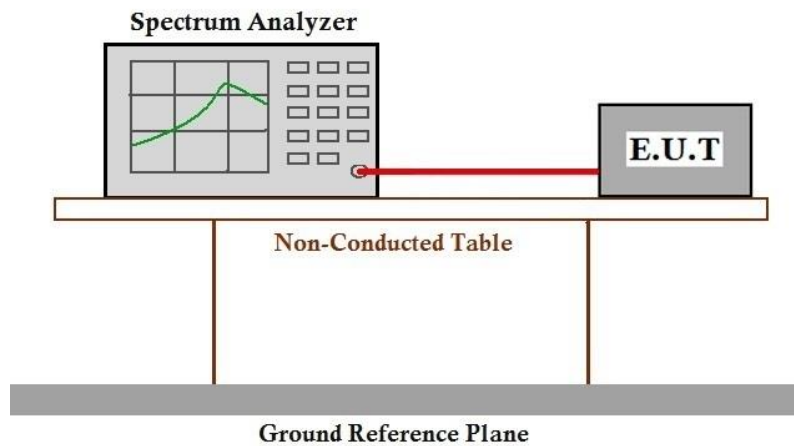 Spectrum Analyzer
E.U.T
Non-Conducted Table
Ground Reference Plane